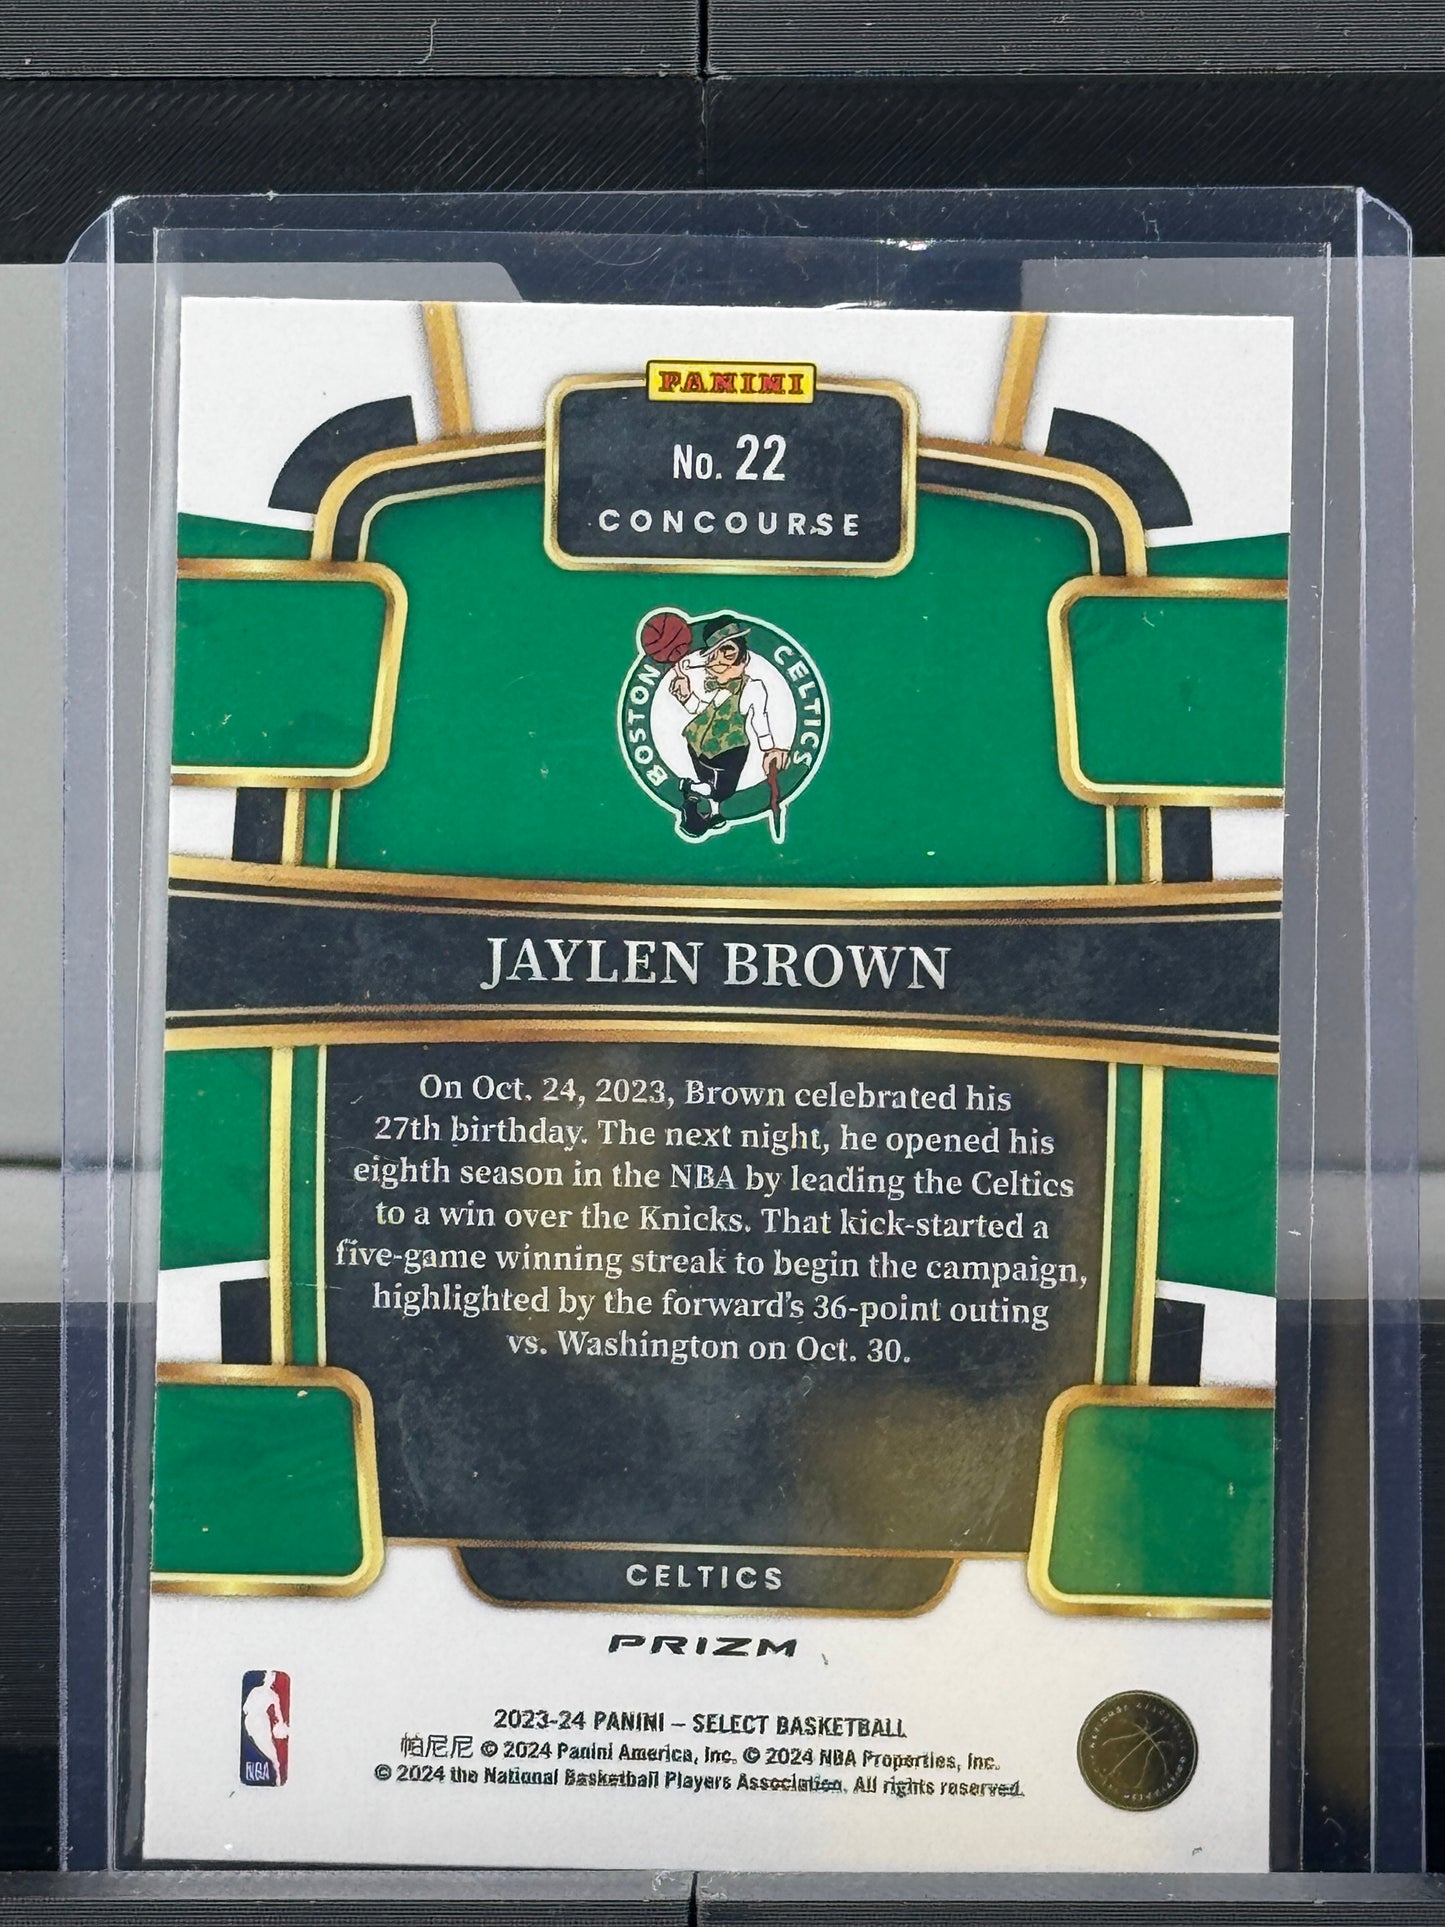 PANINI
No. 22
CONCOURSE
BOSTON CELTICS
JAYLEN BROWN
On Oct. 24, 2023, Brown celebrated his
27th birthday. The next night, he opened his
eighth season in the NBA by leading the Celtics
to a win over the Knicks. That kick-started a
five-game winning streak to begin the campaign,
highlighted by the forward's 36-point outing
vs. Washington on Oct. 30.
CELTICS
PRIZM
2023-24 PANINI – SELECT BASKETBALL
帕尼尼 © 2024 Panini America, Inc. © 2024 NBA Properties, Inc.
© 2024 the National Basketball Players Association. All rights reserved.
NBA